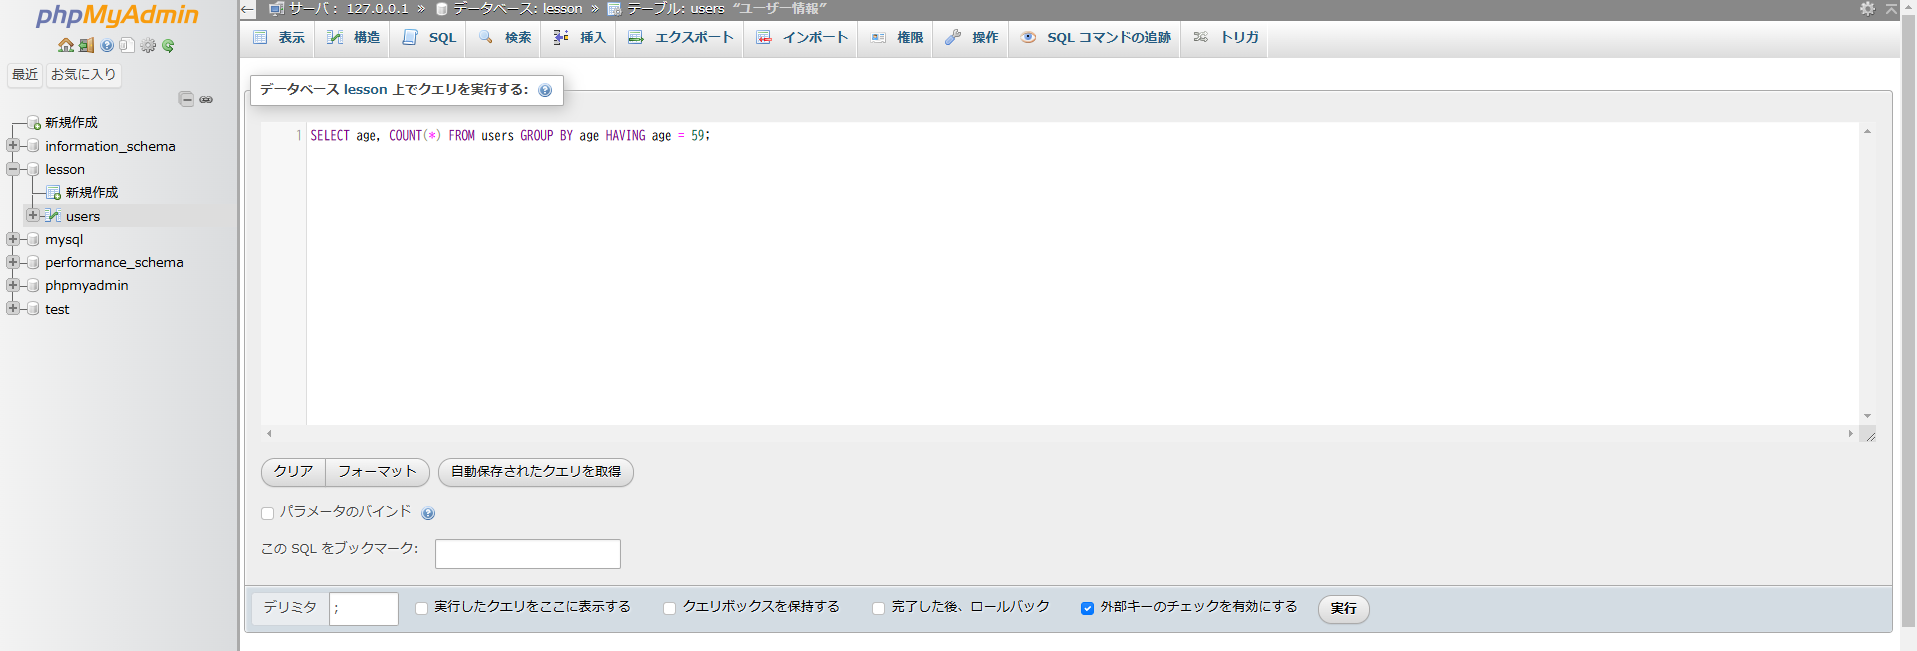 phpMyAdmin
最近 お気に入り
新規作成
information_schema
lesson
新規作成
users
mysql
performance_schema
phpmyadmin
test
サーバ: 127.0.0.1 » データベース: lesson » テーブル: users “ユーザー情報”
表示 構造 SQL 検索 挿入 エクスポート インポート 権限 操作 SQL コマンドの追跡 トリガ
データベース lesson 上でクエリを実行する:
1 SELECT age, COUNT(*) FROM users GROUP BY age HAVING age = 59;
クリア フォーマット 自動保存されたクエリを取得
パラメータのバインド
この SQL をブックマーク:
デリミタ ; 実行したクエリをここに表示する クエリボックスを保持する 完了した後、ロールバック 外部キーのチェックを有効にする 実行